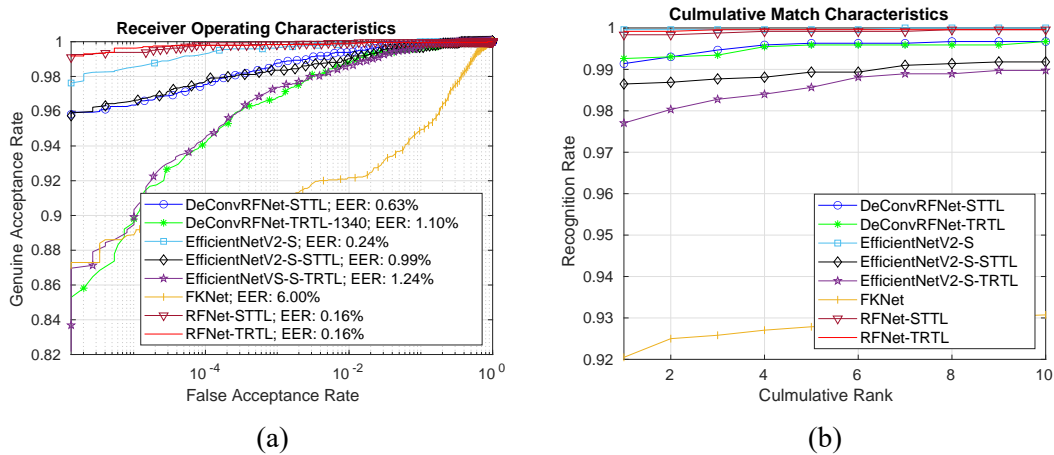 Receiver Operating Characteristics
1
0.98
0.96
0.94
0.92
0.9
0.88
0.86
0.84
0.82
Genuine Acceptance Rate
DeConvRFNet-STTL; EER: 0.63%
DeConvRFNet-TRTL-1340; EER: 1.10%
EfficientNetV2-S; EER: 0.24%
EfficientNetV2-S-STTL; EER: 0.99%
EfficientNetVS-S-TRTL; EER: 1.24%
FKNet; EER: 6.00%
RFNet-STTL; EER: 0.16%
RFNet-TRTL; EER: 0.16%
10^-4 10^-2 10^0
False Acceptance Rate
(a)
Culmulative Match Characteristics
1
0.99
0.98
0.97
0.96
0.95
0.94
0.93
0.92
Recognition Rate
DeConvRFNet-STTL
DeConvRFNet-TRTL
EfficientNetV2-S
EfficientNetV2-S-STTL
EfficientNetV2-S-TRTL
FKNet
RFNet-STTL
RFNet-TRTL
2 4 6 8 10
Culmulative Rank
(b)